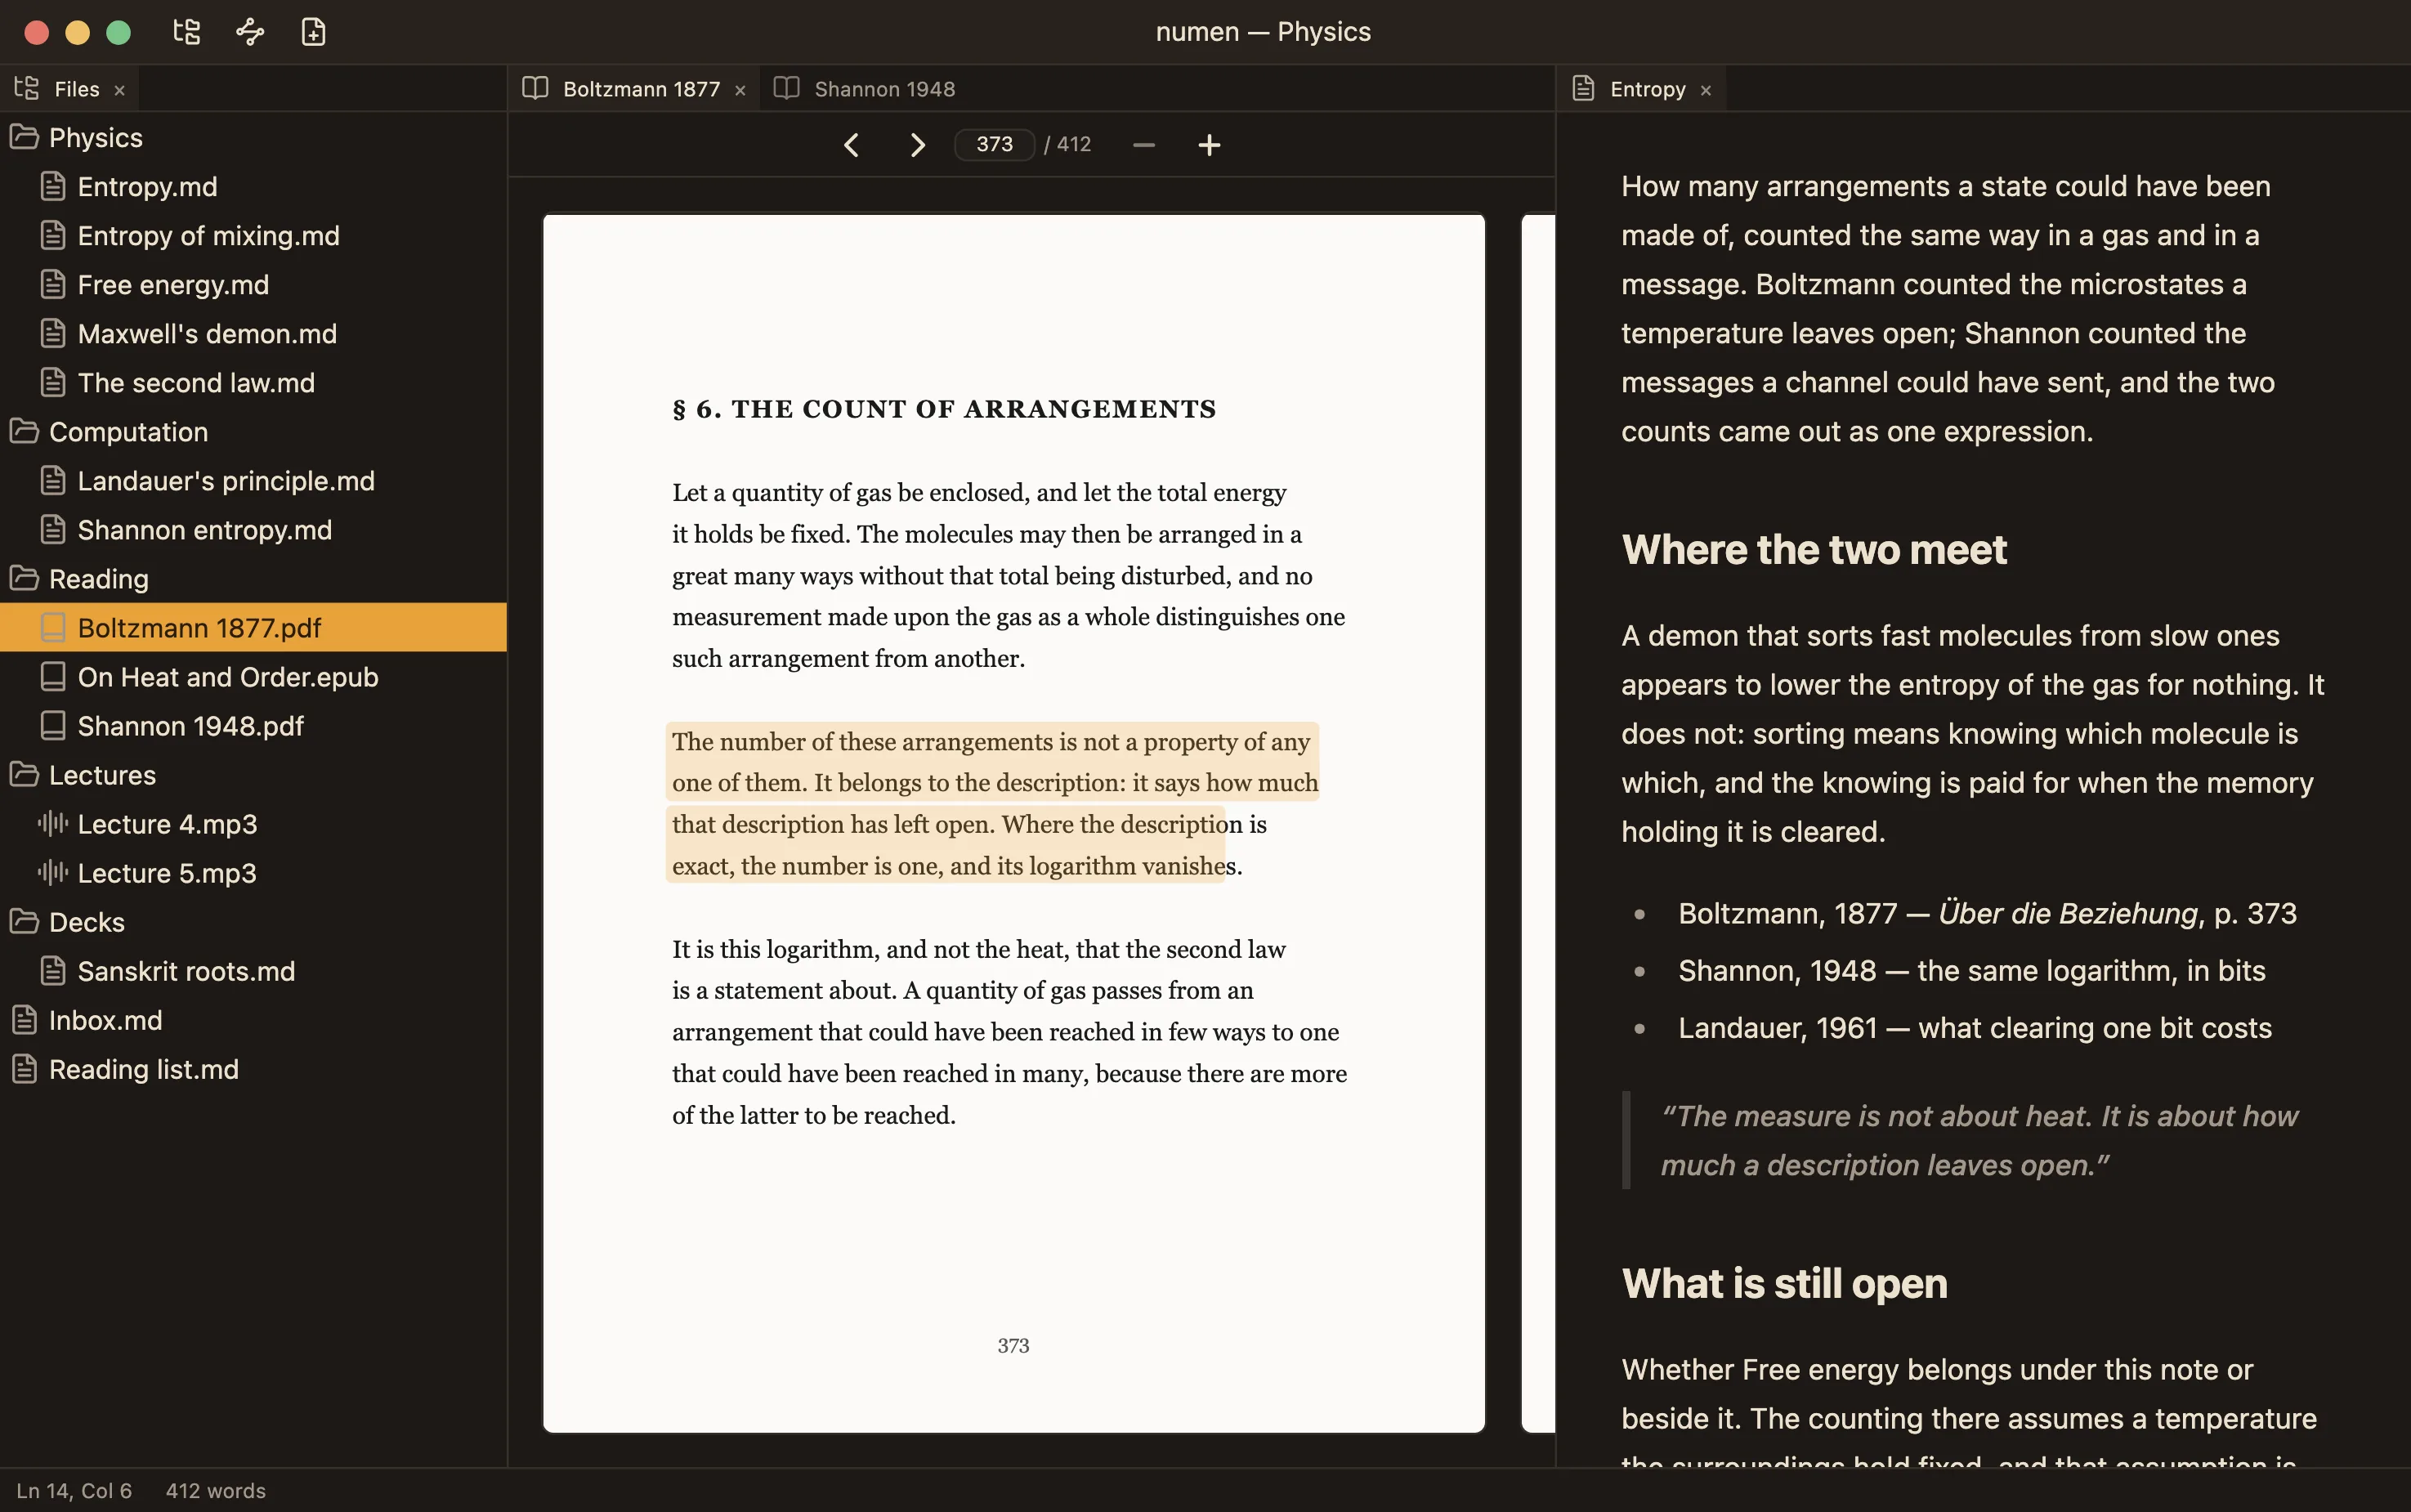 numen — Physics
Files ×
Physics
Entropy.md
Entropy of mixing.md
Free energy.md
Maxwell's demon.md
The second law.md
Computation
Landauer's principle.md
Shannon entropy.md
Reading
Boltzmann 1877.pdf
On Heat and Order.epub
Shannon 1948.pdf
Lectures
Lecture 4.mp3
Lecture 5.mp3
Decks
Sanskrit roots.md
Inbox.md
Reading list.md
Boltzmann 1877 ×
Shannon 1948
373 / 412
§ 6. THE COUNT OF ARRANGEMENTS
Let a quantity of gas be enclosed, and let the total energy
it holds be fixed. The molecules may then be arranged in a
great many ways without that total being disturbed, and no
measurement made upon the gas as a whole distinguishes one
such arrangement from another.
The number of these arrangements is not a property of any
one of them. It belongs to the description: it says how much
that description has left open. Where the description is
exact, the number is one, and its logarithm vanishes.
It is this logarithm, and not the heat, that the second law
is a statement about. A quantity of gas passes from an
arrangement that could have been reached in few ways to one
that could have been reached in many, because there are more
of the latter to be reached.
373
Entropy ×
How many arrangements a state could have been
made of, counted the same way in a gas and in a
message. Boltzmann counted the microstates a
temperature leaves open; Shannon counted the
messages a channel could have sent, and the two
counts came out as one expression.
Where the two meet
A demon that sorts fast molecules from slow ones
appears to lower the entropy of the gas for nothing. It
does not: sorting means knowing which molecule is
which, and the knowing is paid for when the memory
holding it is cleared.
• Boltzmann, 1877 — Über die Beziehung, p. 373
• Shannon, 1948 — the same logarithm, in bits
• Landauer, 1961 — what clearing one bit costs
“The measure is not about heat. It is about how
much a description leaves open.”
What is still open
Whether Free energy belongs under this note or
beside it. The counting there assumes a temperature
the surroundings hold fixed, and that assumption is
Ln 14, Col 6
412 words